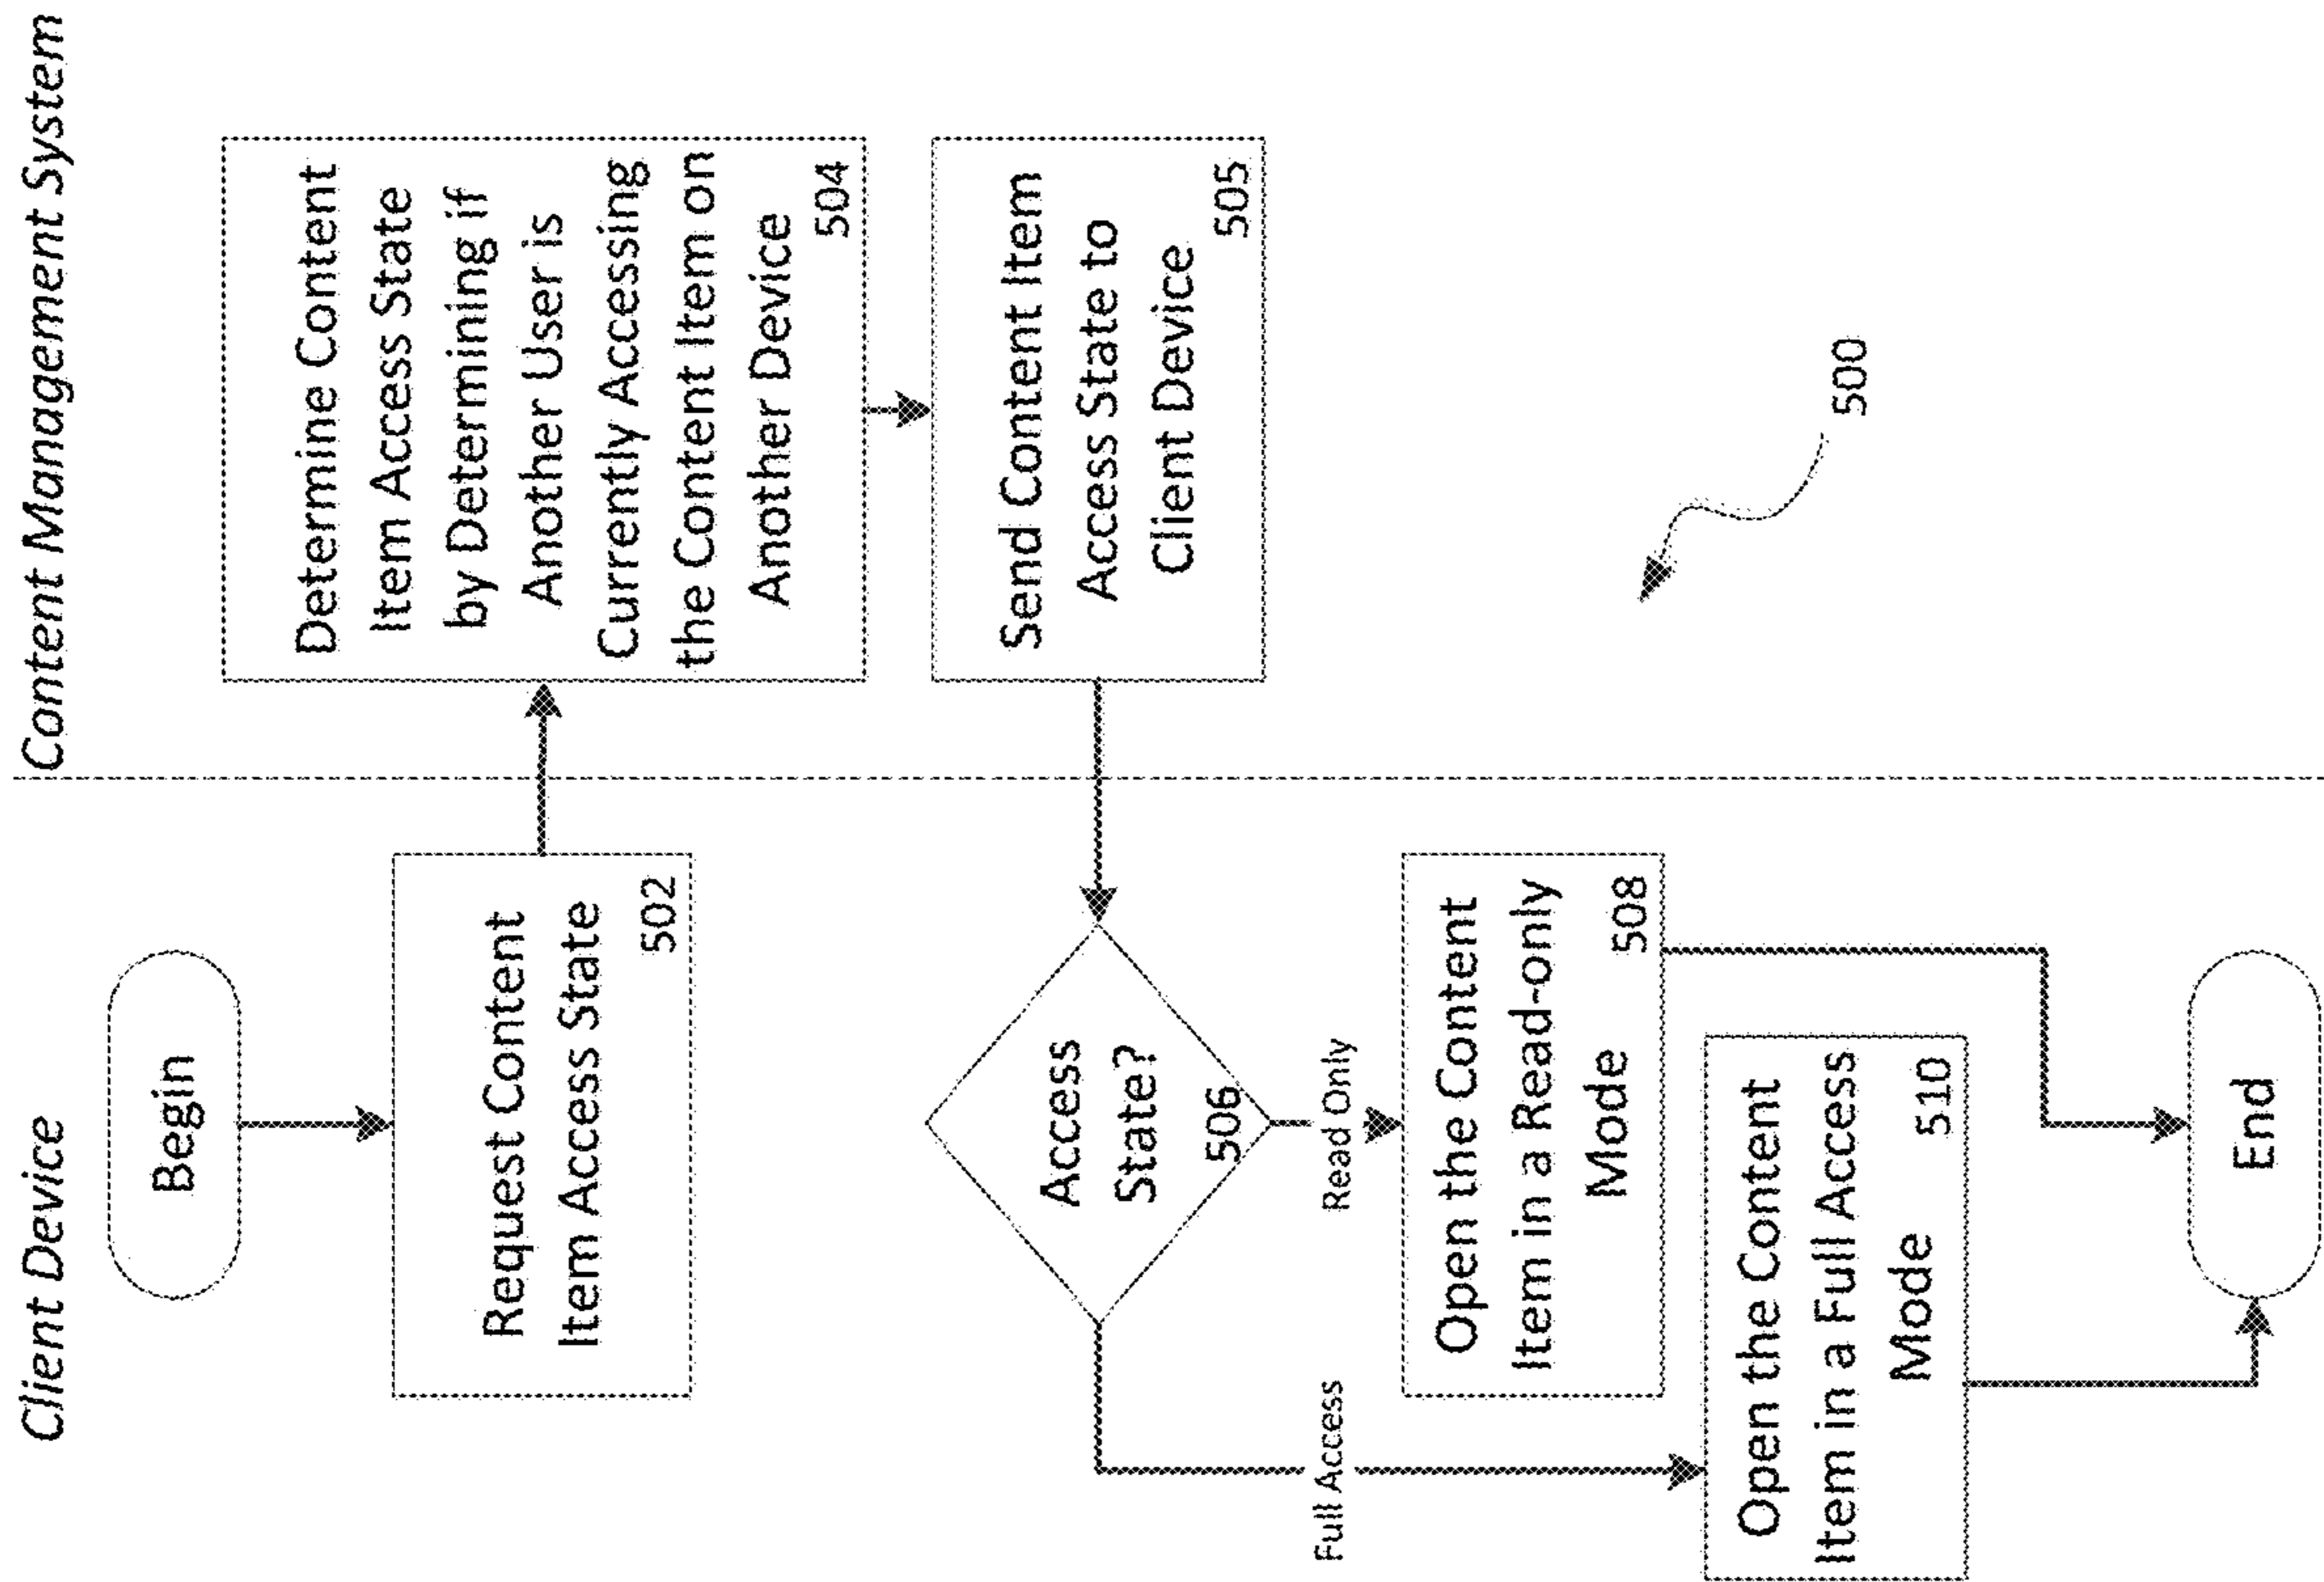 Client Device
Content Management System
Begin
Request Content
Item Access State
502
Determine Content
Item Access State
by Determining if
Another User is
Currently Accessing
the Content Item on
Another Device
504
Send Content Item
Access State to
Client Device
505
Access
State?
506
Read Only
Full Access
Open the Content
Item in a Read-only
Mode
508
Open the Content
Item in a Full Access
Mode
510
End
500